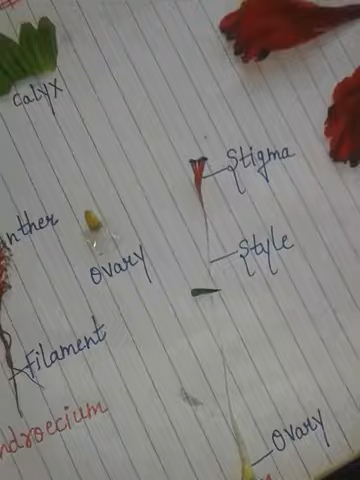 Calyx
Stigma
nther
Ovary
Style
Filament
ndroecium
Ovary